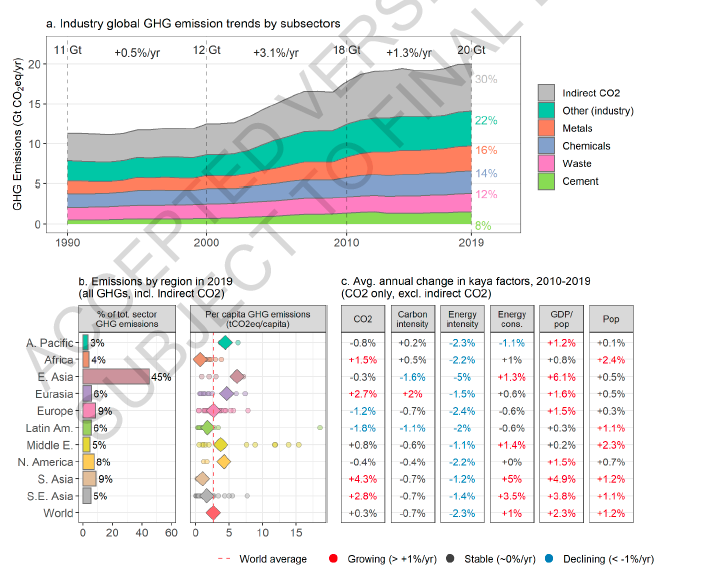 a. Industry global GHG emission trends by subsectors
11 Gt +0.5%/yr 12 Gt +3.1%/yr 18 Gt +1.3%/yr 20 Gt
GHG Emissions (Gt CO2eq/yr)
20
15
10
5
0
30%
22%
16%
14%
12%
8%
1990 2000 2010 2019
Indirect CO2
Other (industry)
Metals
Chemicals
Waste
Cement
b. Emissions by region in 2019
(all GHGs, incl. Indirect CO2)
c. Avg. annual change in kaya factors, 2010-2019
(CO2 only, excl. indirect CO2)
% of tot. sector GHG emissions
Per capita GHG emissions (tCO2eq/capita)
CO2 Carbon intensity Energy intensity Energy cons. GDP/pop Pop
A. Pacific 3% -0.8% +0.2% -2.3% -1.1% +1.2% +0.1%
Africa 4% +1.5% +0.5% -2.2% +1% +0.8% +2.4%
E. Asia 45% -0.3% -1.6% -5% +1.3% +6.1% +0.5%
Eurasia 6% +2.7% +2% -1.5% +0.6% +1.6% +0.5%
Europe 9% -1.2% -0.7% -2.4% -0.6% +1.5% +0.3%
Latin Am. 6% -1.8% -1.1% -2% -0.6% +0.3% +1.1%
Middle E. 5% +0.8% -0.6% -1.1% +1.4% +0.2% +2.3%
N. America 8% -0.4% -0.4% -2.2% +0% +1.5% +0.7%
S. Asia 9% +4.3% -0.7% -1.2% +5% +4.9% +1.2%
S.E. Asia 5% +2.8% -0.7% -1.4% +3.5% +3.8% +1.1%
World +0.3% -0.7% -2.3% +1% +2.3% +1.2%
0 20 40 60 0 5 10 15
World average Growing (> +1%/yr) Stable (~0%/yr) Declining (< -1%/yr)
ACCEPTED VERSION
SUBJECT TO FINAL